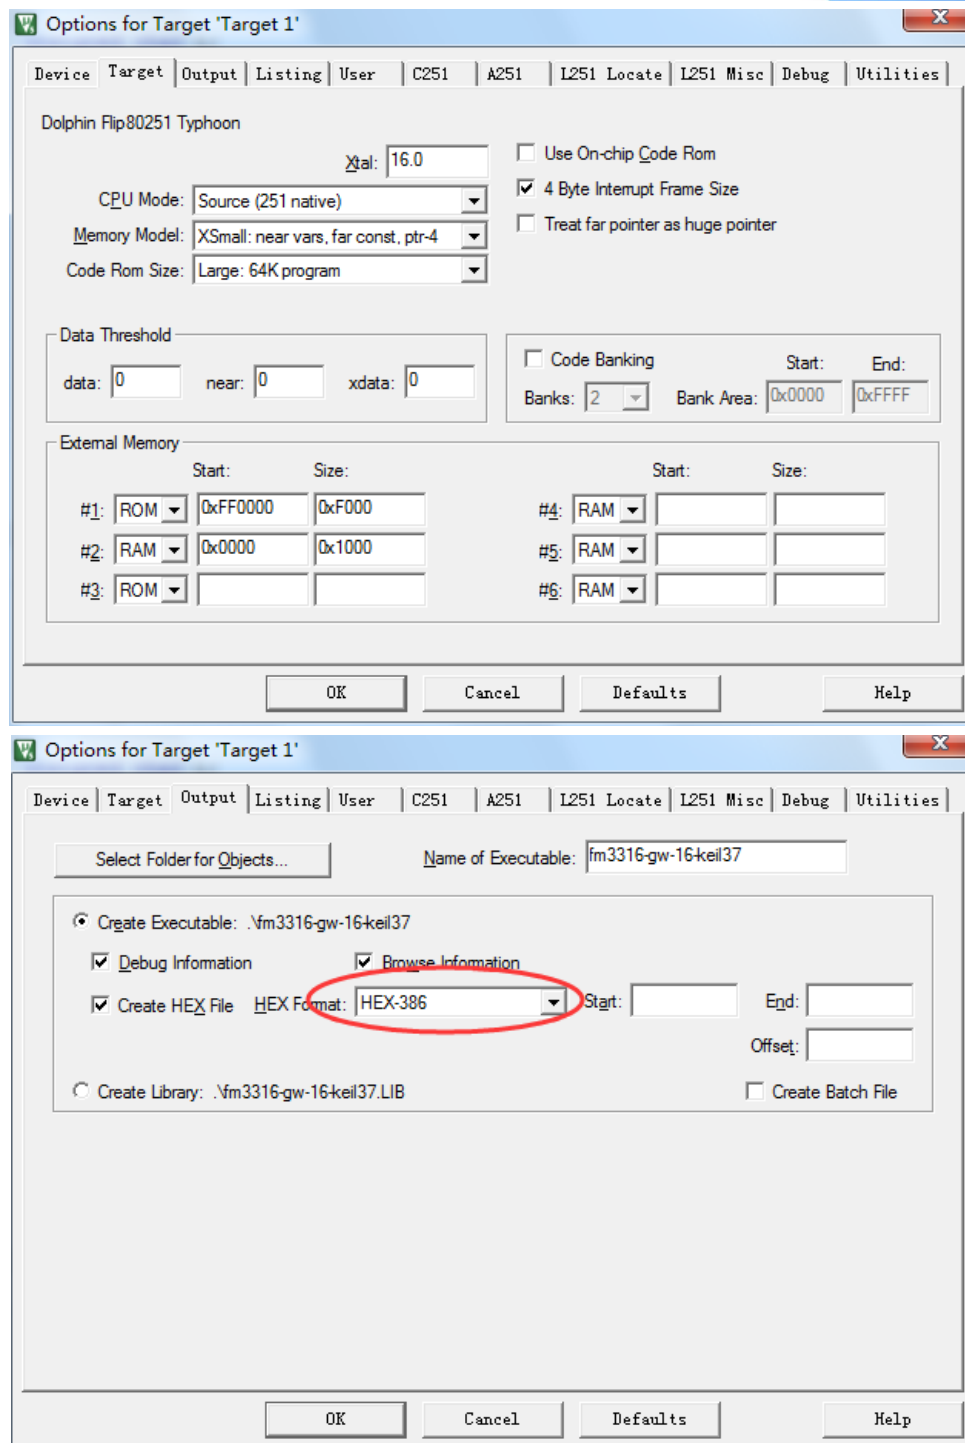 Options for Target 'Target 1'
Device Target Output Listing User C251 A251 L251 Locate L251 Misc Debug Utilities
Dolphin Flip80251 Typhoon
Xtal: 16.0
Use On-chip Code Rom
CPU Mode: Source (251 native)
4 Byte Interrupt Frame Size
Memory Model: XSmall: near vars, far const, ptr-4
Treat far pointer as huge pointer
Code Rom Size: Large: 64K program
Data Threshold
data: 0 near: 0 xdata: 0
Code Banking Start: End:
Banks: 2 Bank Area: 0x0000 0xFFFF
External Memory
Start: Size: Start: Size:
#1: ROM 0xFF0000 0xF000 #4: RAM
#2: RAM 0x0000 0x1000 #5: RAM
#3: ROM #6: RAM
OK Cancel Defaults Help
Options for Target 'Target 1'
Device Target Output Listing User C251 A251 L251 Locate L251 Misc Debug Utilities
Select Folder for Objects... Name of Executable: fm3316-gw-16-keil37
Create Executable: .\fm3316-gw-16-keil37
Debug Information Browse Information
Create HEX File HEX Format: HEX-386 Start: End:
Offset:
Create Library: .\fm3316-gw-16-keil37.LIB Create Batch File
OK Cancel Defaults Help